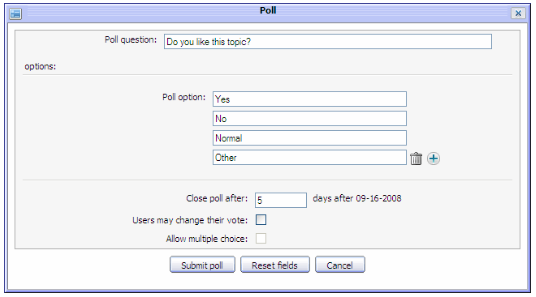 Poll
Poll question: Do you like this topic?
options:
Poll option: Yes
No
Normal
Other
Close poll after: 5 days after 09-16-2008
Users may change their vote:
Allow multiple choice:
Submit poll Reset fields Cancel